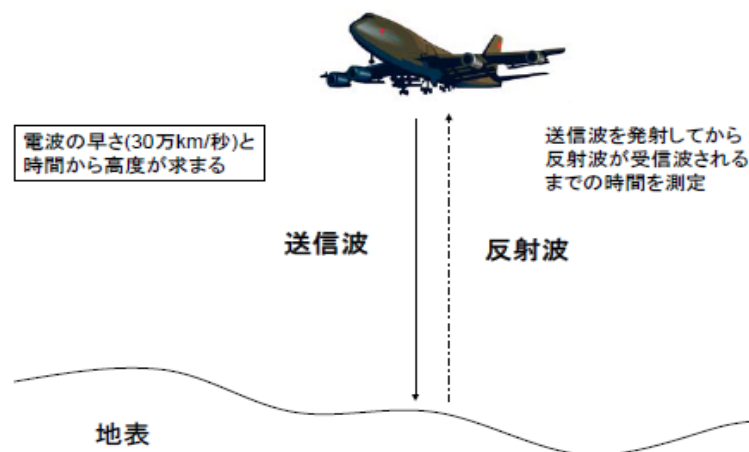 電波の早さ(30万km/秒)と
時間から高度が求まる
送信波を発射してから
反射波が受信波される
までの時間を測定
送信波
反射波
地表